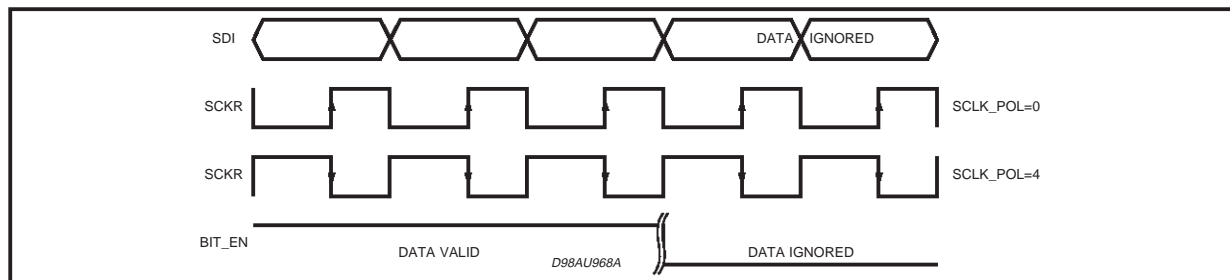 SDI
DATA IGNORED
SCKR SCLK_POL=0
SCKR SCLK_POL=4
BIT_EN
DATA VALID
D98AU968A
DATA IGNORED